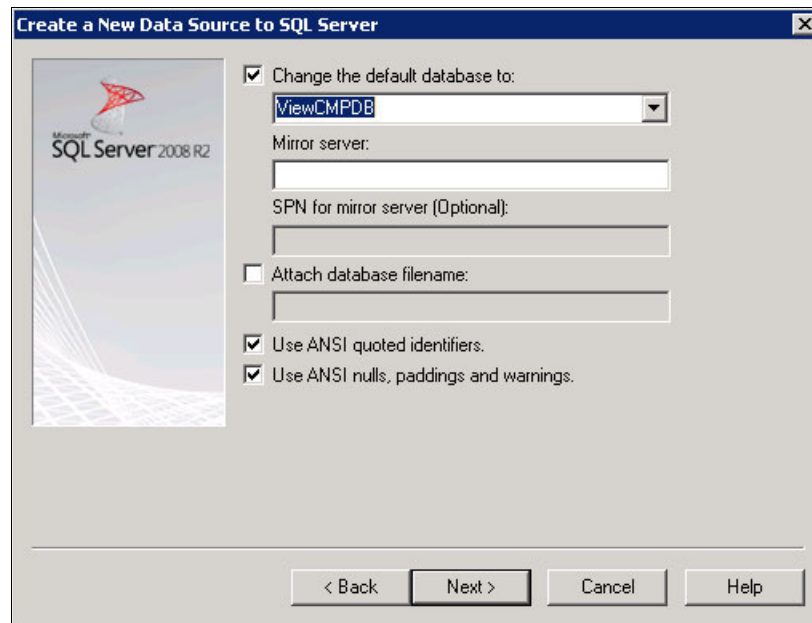 Create a New Data Source to SQL Server
Microsoft
SQL Server 2008 R2
Change the default database to:
ViewCMPDB
Mirror server:
SPN for mirror server (Optional):
Attach database filename:
Use ANSI quoted identifiers.
Use ANSI nulls, paddings and warnings.
< Back
Next >
Cancel
Help